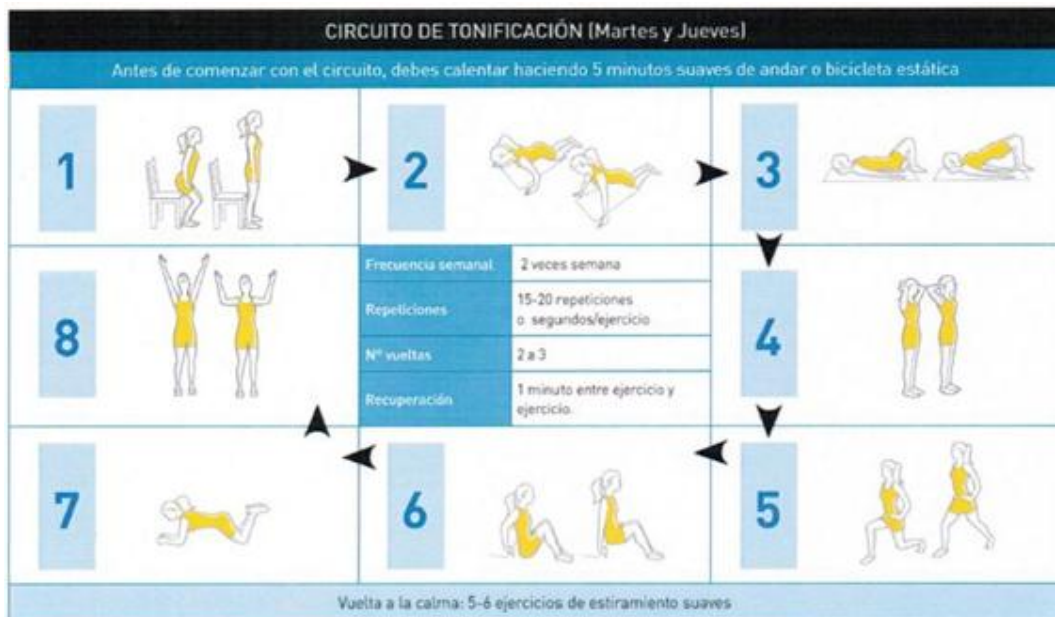 CIRCUITO DE TONIFICACIÓN (Martes y Jueves)
Antes de comenzar con el circuito, debes calentar haciendo 5 minutos suaves de andar o bicicleta estática
1
2
3
8
Frecuencia semanal 2 veces semana
Repeticiones 15-20 repeticiones
o segundos/ejercicio
Nº vueltas 2 a 3
Recuperación 1 minuto entre ejercicio y
ejercicio.
4
7
6
5
Vuelta a la calma: 5-6 ejercicios de estiramiento suaves